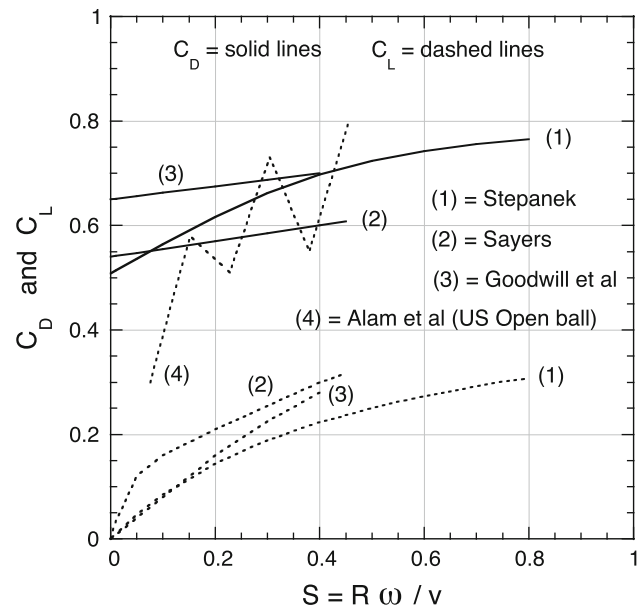 1
C_D = solid lines C_L = dashed lines
0.8
(1)
(3)
(1) = Stepanek
0.6
(2)
(2) = Sayers
C_D and C_L
(3) = Goodwill et al
0.4
(4) = Alam et al (US Open ball)
(4)
(2)
(3)
(1)
0.2
0
0 0.2 0.4 0.6 0.8 1
S = R ω / v